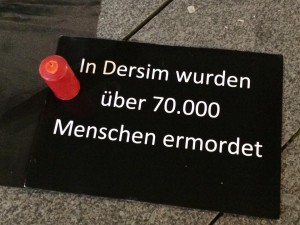 In Dersim wurden
über 70.000
Menschen ermordet